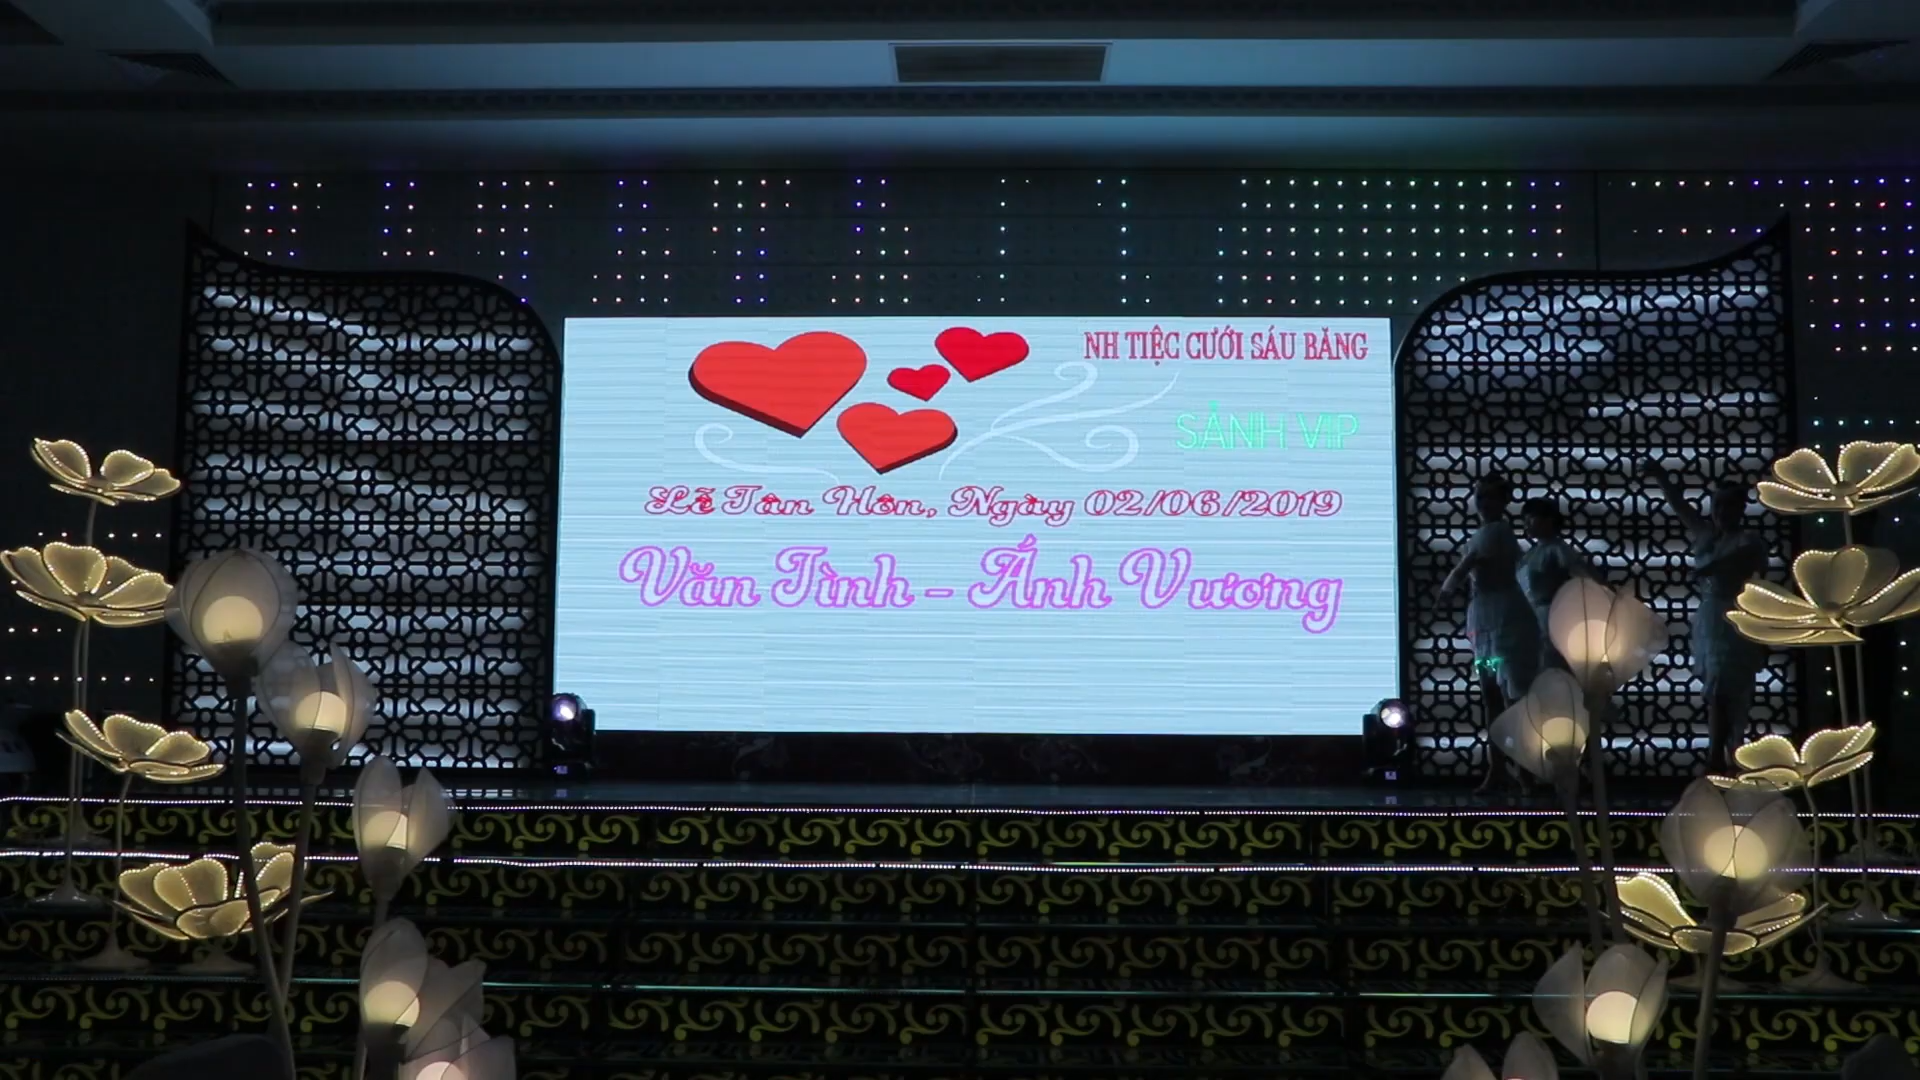 NH TIỆC CƯỚI SÁU BĂNG
SẢNH VIP
Lễ Tân Hôn, Ngày 02/06/2019
Văn Tình - Ánh Vương